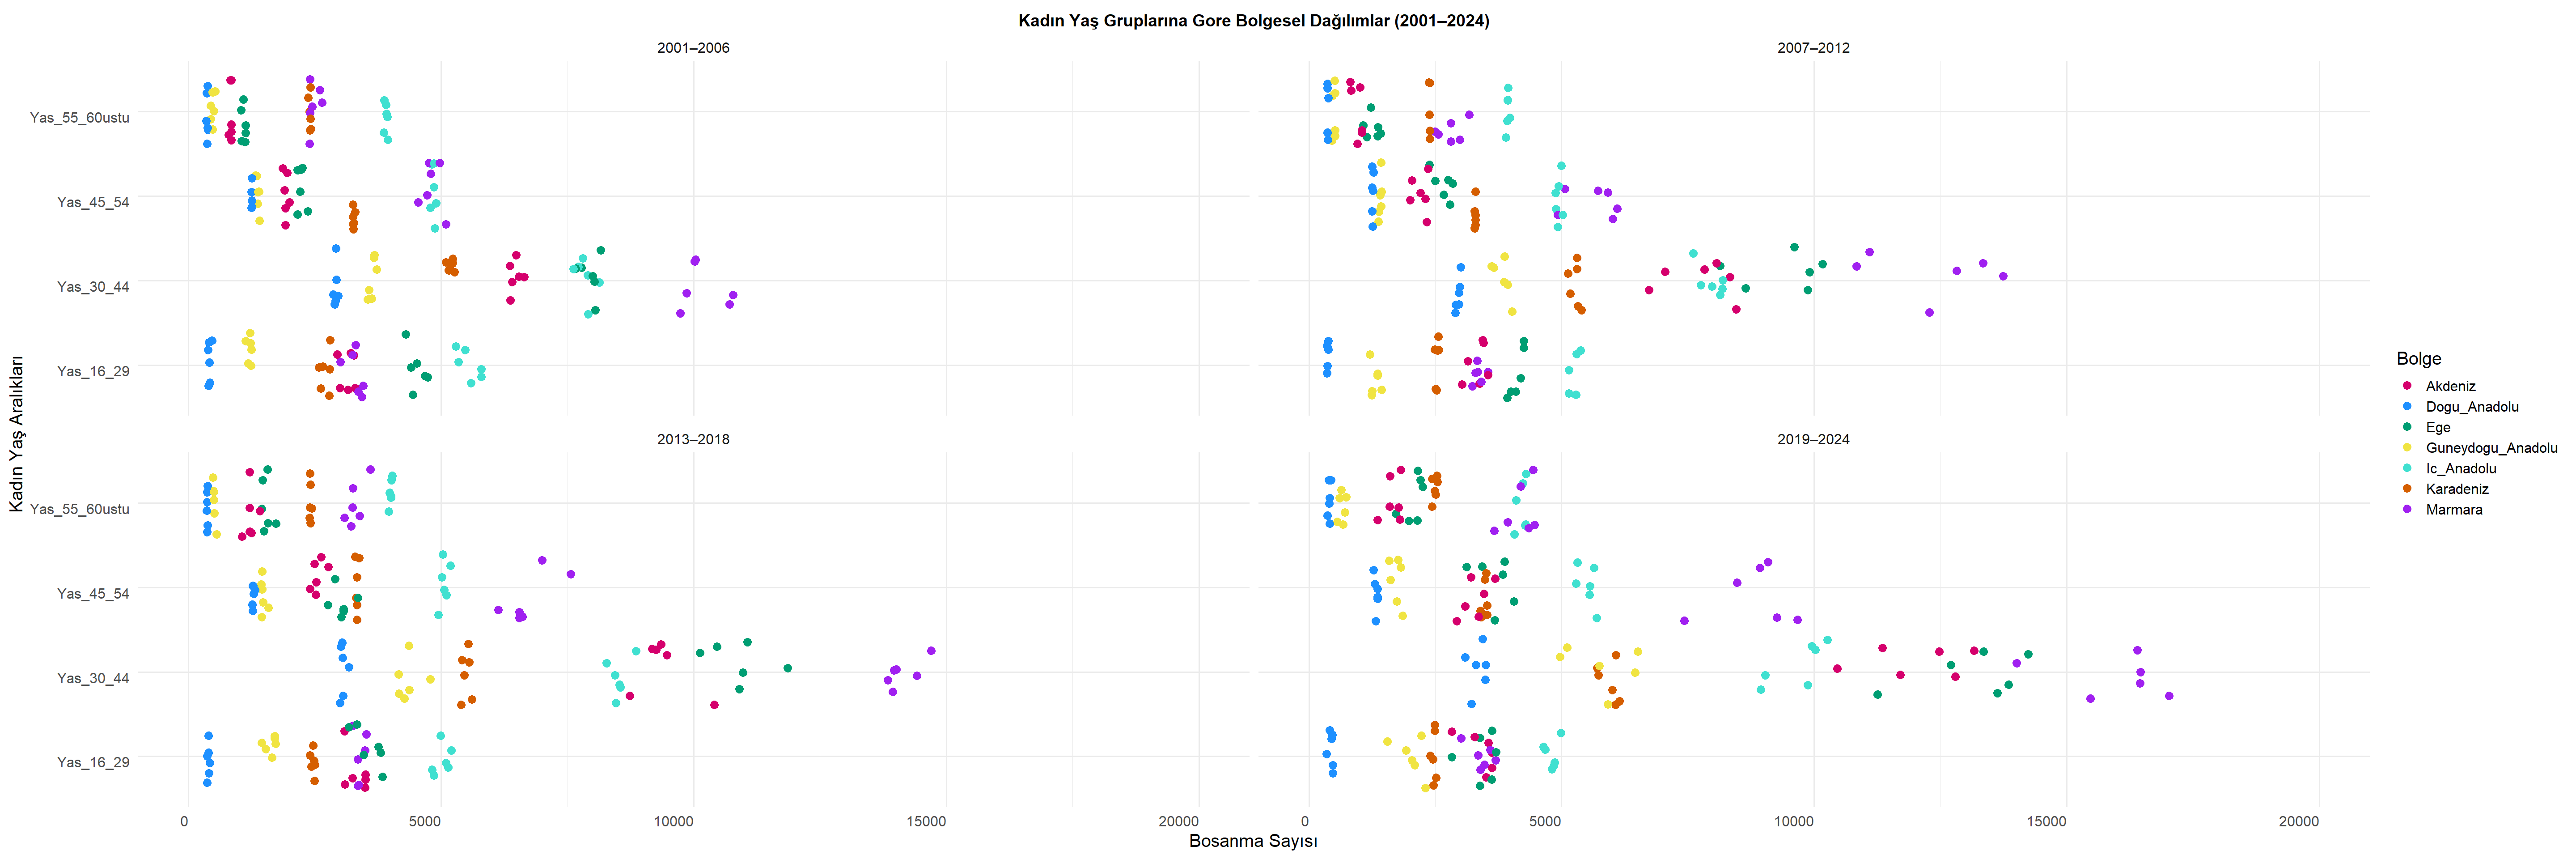 Kadın Yaş Gruplarına Gore Bolgesel Dağılımlar (2001–2024)
2001–2006
2007–2012
Yas_55_60ustu
Yas_45_54
Yas_30_44
Yas_16_29
2013–2018
2019–2024
Yas_55_60ustu
Yas_45_54
Yas_30_44
Yas_16_29
0 5000 10000 15000 20000 0 5000 10000 15000 20000
Bosanma Sayısı
Kadın Yaş Aralıkları
Bolge
Akdeniz
Dogu_Anadolu
Ege
Guneydogu_Anadolu
Ic_Anadolu
Karadeniz
Marmara